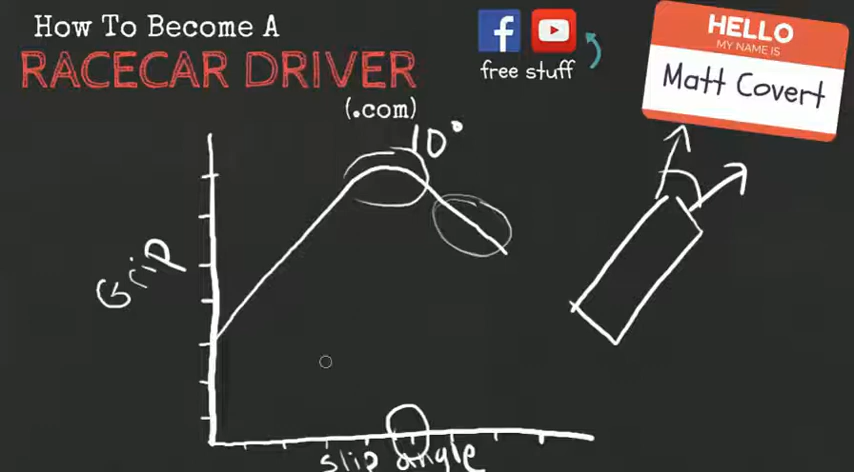 How To Become A
RACECAR DRIVER
(.com)
f
free stuff
HELLO
MY NAME IS
Matt Covert
10°
Grip
slip angle